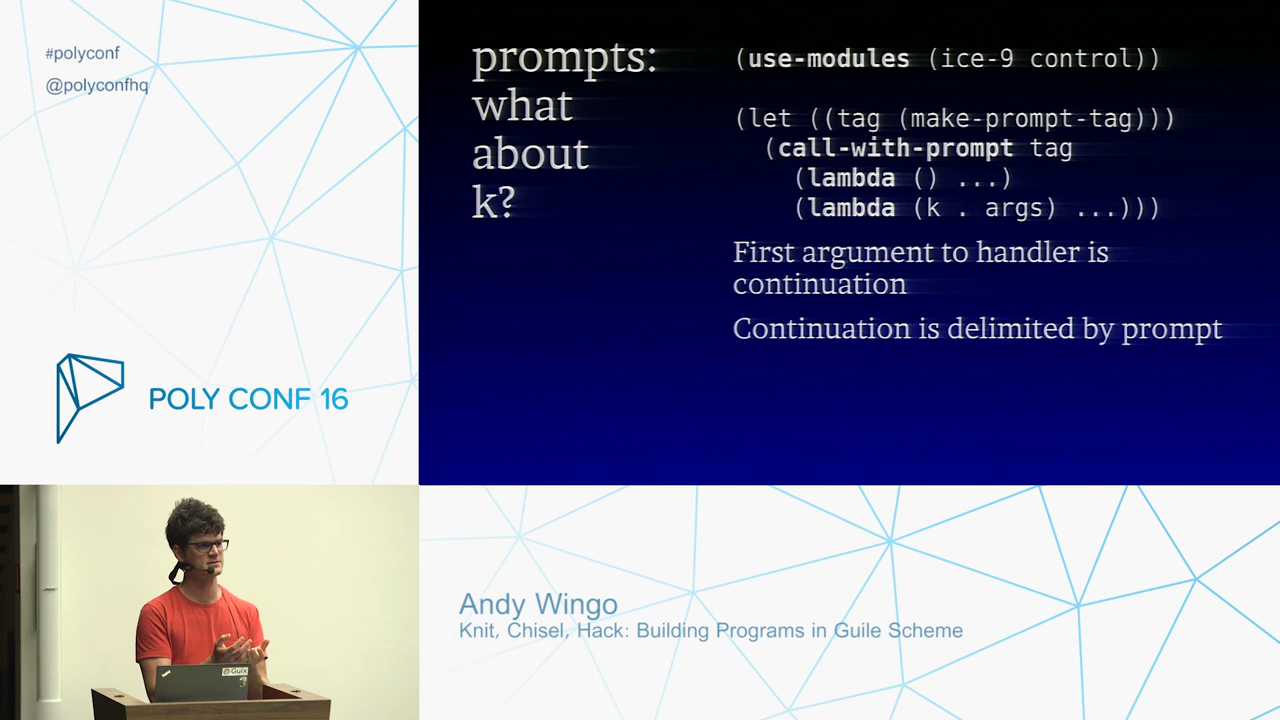 #polyconf
@polyconfhq
POLY CONF 16
prompts:
what
about
k?
(use-modules (ice-9 control))
(let ((tag (make-prompt-tag)))
(call-with-prompt tag
(lambda () ...)
(lambda (k . args) ...)))
First argument to handler is
continuation
Continuation is delimited by prompt
Guix
Andy Wingo
Knit, Chisel, Hack: Building Programs in Guile Scheme